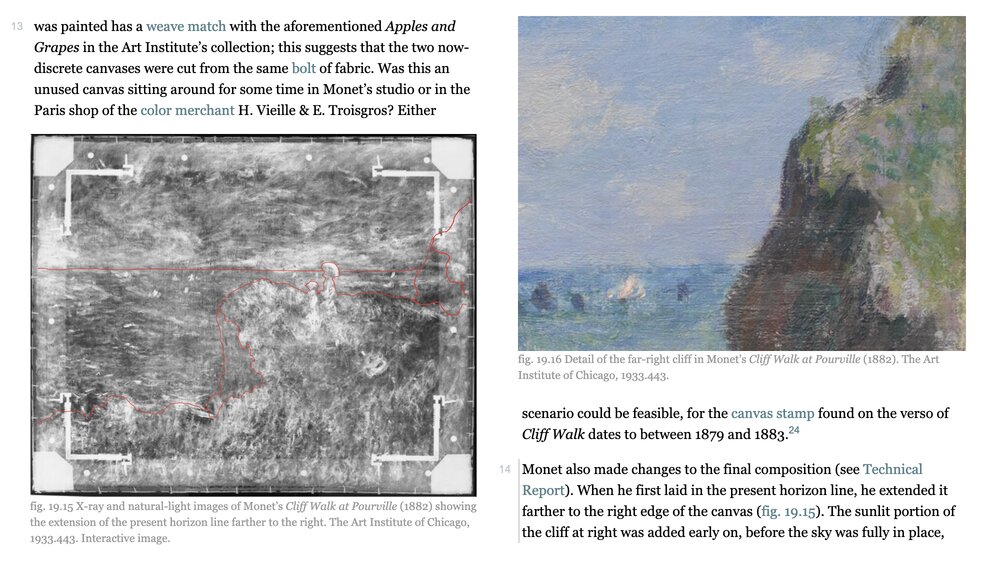 13
was painted has a weave match with the aforementioned Apples and
Grapes in the Art Institute’s collection; this suggests that the two now-
discrete canvases were cut from the same bolt of fabric. Was this an
unused canvas sitting around for some time in Monet’s studio or in the
Paris shop of the color merchant H. Vieille & E. Troisgros? Either
fig. 19.15 X-ray and natural-light images of Monet’s Cliff Walk at Pourville (1882) showing
the extension of the present horizon line farther to the right. The Art Institute of Chicago,
1933.443. Interactive image.
fig. 19.16 Detail of the far-right cliff in Monet’s Cliff Walk at Pourville (1882). The Art
Institute of Chicago, 1933.443.
scenario could be feasible, for the canvas stamp found on the verso of
Cliff Walk dates to between 1879 and 1883.24
14
Monet also made changes to the final composition (see Technical
Report). When he first laid in the present horizon line, he extended it
farther to the right edge of the canvas (fig. 19.15). The sunlit portion of
the cliff at right was added early on, before the sky was fully in place,